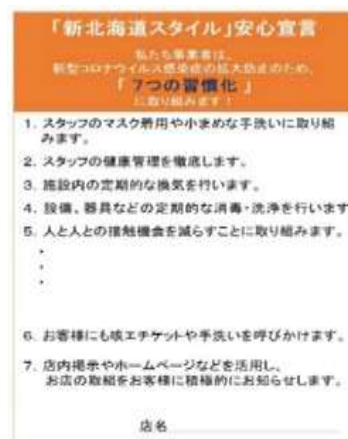 「新北海道スタイル」安心宣言
私たち事業者は、
新型コロナウイルス感染症の拡大防止のため、
「7つの習慣化」
に取り組みます！
1. スタッフのマスク着用や小まめな手洗いに取り組
みます。
2. スタッフの健康管理を徹底します。
3. 施設内の定期的な換気を行います。
4. 設備、器具などの定期的な消毒・洗浄を行います
5. 人と人との接触機会を減らすことに取り組みます。
・
・
・
6. お客様にも咳エチケットや手洗いを呼びかけます。
7. 店内掲示やホームページなどを活用し、
お店の取組をお客様に積極的にお知らせします。
店名